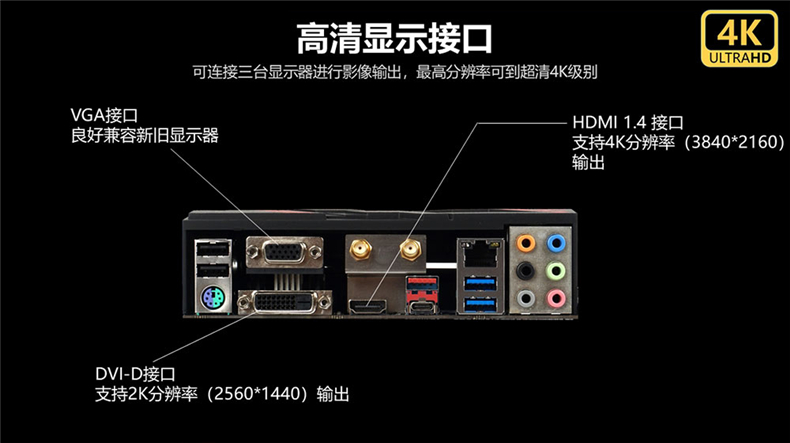 高清显示接口
可连接三台显示器进行影像输出，最高分辨率可到超清4K级别
4K
ULTRAHD
VGA接口
良好兼容新旧显示器
HDMI 1.4 接口
支持4K分辨率（3840*2160）
输出
DVI-D接口
支持2K分辨率（2560*1440）输出